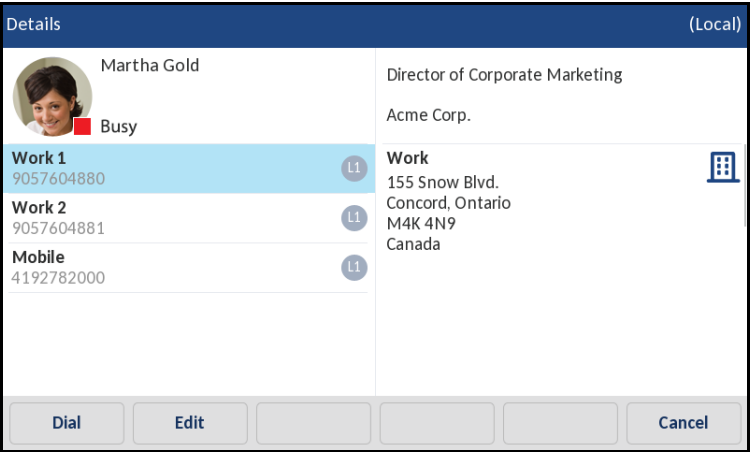 Details
(Local)
Martha Gold
Busy
Work 1
9057604880
L1
Work 2
9057604881
L1
Mobile
4192782000
L1
Director of Corporate Marketing
Acme Corp.
Work
155 Snow Blvd.
Concord, Ontario
M4K 4N9
Canada
Dial
Edit
Cancel